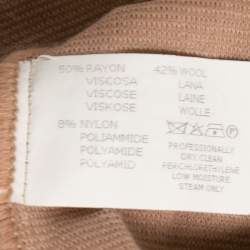 50% RAYON 42% WOOL
VISCOSA LANA
VISCOSE LAINE
VISKOSE WOLLE
8% NYLON
POLIAMMIDE
POLYAMIDE
POLYAMID
PROFESSIONALLY
DRY CLEAN
PERCHLORETHYLENE
LOW MOISTURE
STEAM ONLY